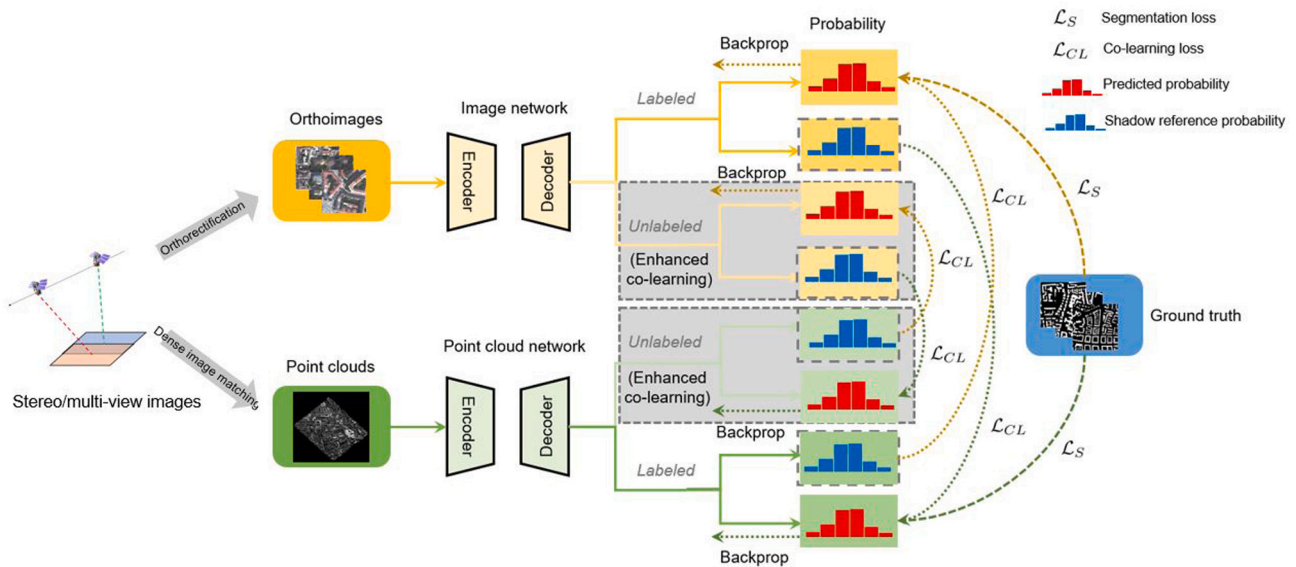 Probability
ℒ_S Segmentation loss
ℒ_CL Co-learning loss
Predicted probability
Shadow reference probability
Backprop
Labeled
Image network
Orthoimages
Encoder
Decoder
Backprop
Orthorectification
Unlabeled
(Enhanced
co-learning)
ℒ_CL
ℒ_CL
ℒ_S
Ground truth
Stereo/multi-view images
Dense image matching
Point clouds
Point cloud network
Encoder
Decoder
Unlabeled
(Enhanced
co-learning)
ℒ_CL
Backprop
ℒ_CL
ℒ_S
Labeled
Backprop